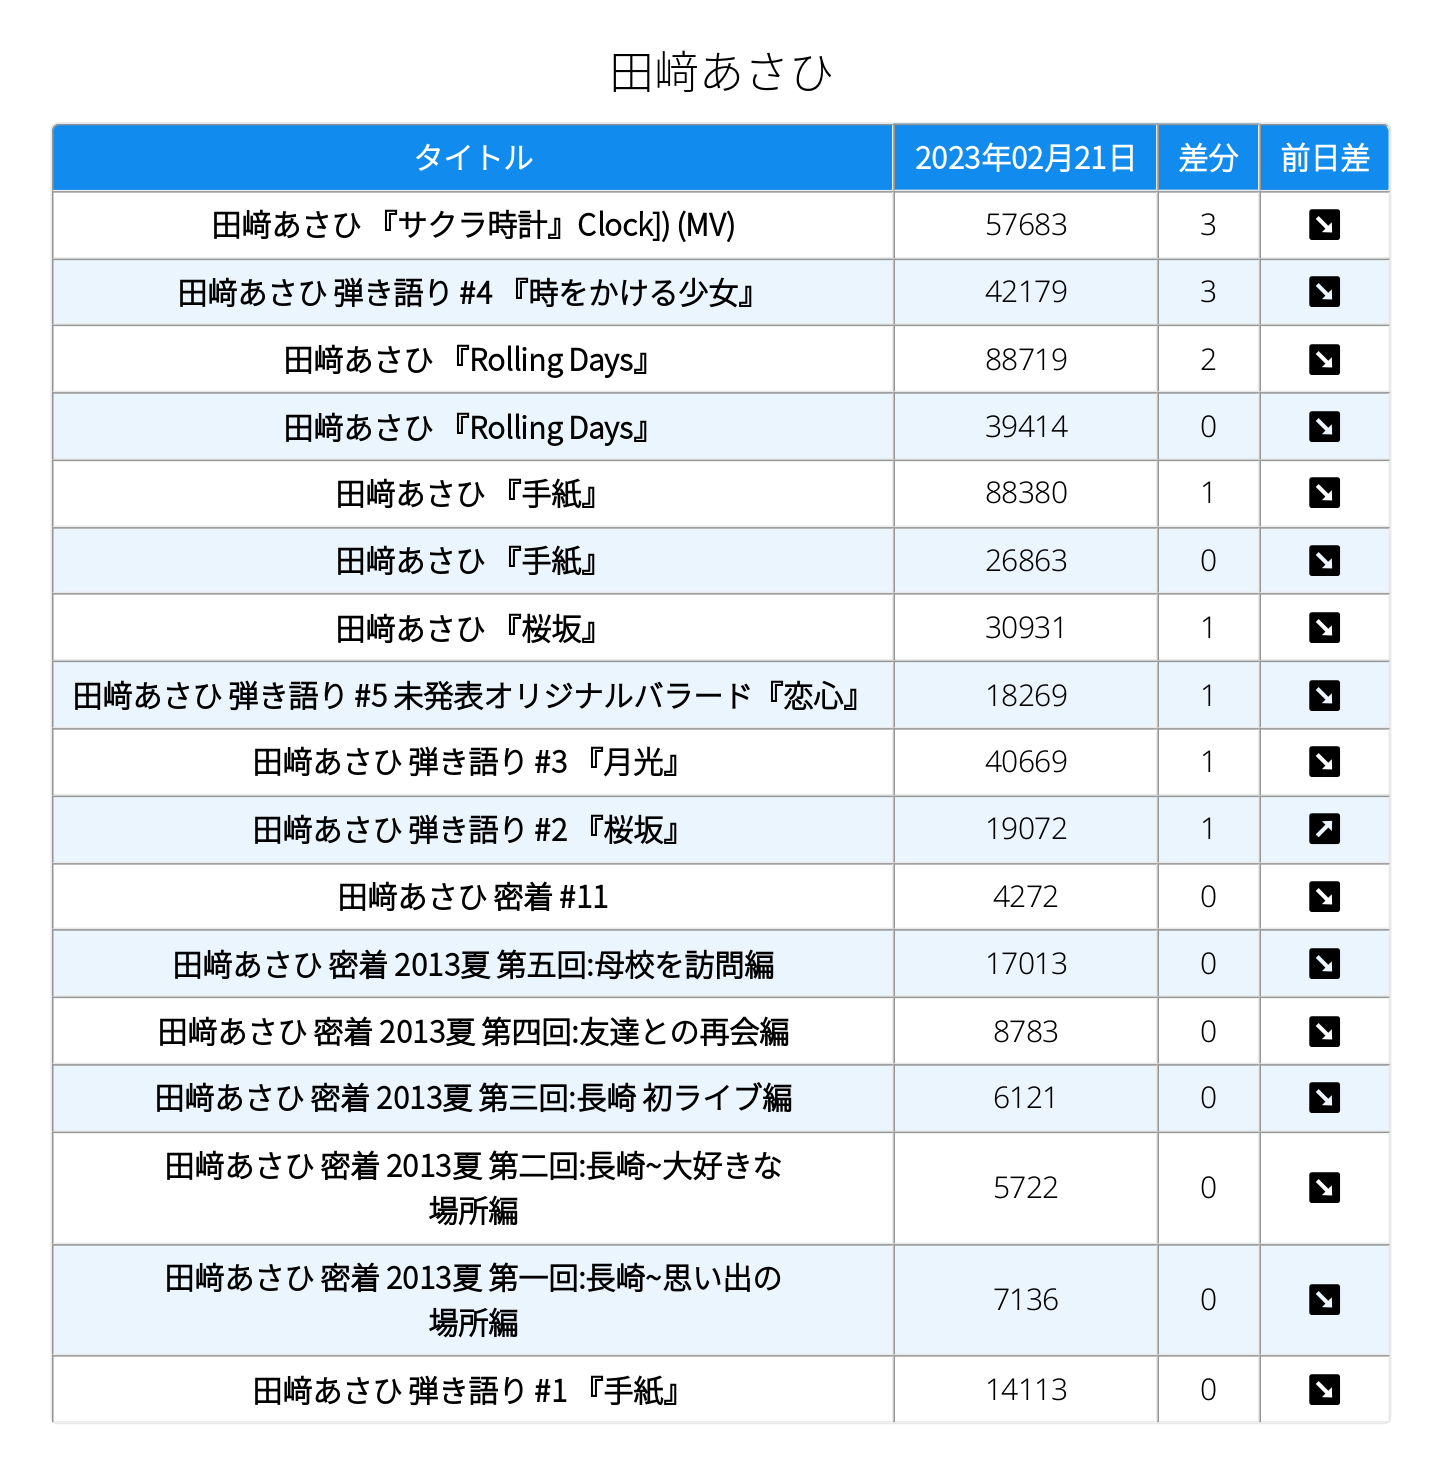 田﨑あさひ
タイトル 2023年02月21日 差分 前日差
田﨑あさひ 『サクラ時計』Clock]) (MV) 57683 3
田﨑あさひ 弾き語り #4 『時をかける少女』 42179 3
田﨑あさひ 『Rolling Days』 88719 2
田﨑あさひ 『Rolling Days』 39414 0
田﨑あさひ 『手紙』 88380 1
田﨑あさひ 『手紙』 26863 0
田﨑あさひ 『桜坂』 30931 1
田﨑あさひ 弾き語り #5 未発表オリジナルバラード『恋心』 18269 1
田﨑あさひ 弾き語り #3 『月光』 40669 1
田﨑あさひ 弾き語り #2 『桜坂』 19072 1
田﨑あさひ 密着 #11 4272 0
田﨑あさひ 密着 2013夏 第五回:母校を訪問編 17013 0
田﨑あさひ 密着 2013夏 第四回:友達との再会編 8783 0
田﨑あさひ 密着 2013夏 第三回:長崎 初ライブ編 6121 0
田﨑あさひ 密着 2013夏 第二回:長崎~大好きな
場所編 5722 0
田﨑あさひ 密着 2013夏 第一回:長崎~思い出の
場所編 7136 0
田﨑あさひ 弾き語り #1 『手紙』 14113 0